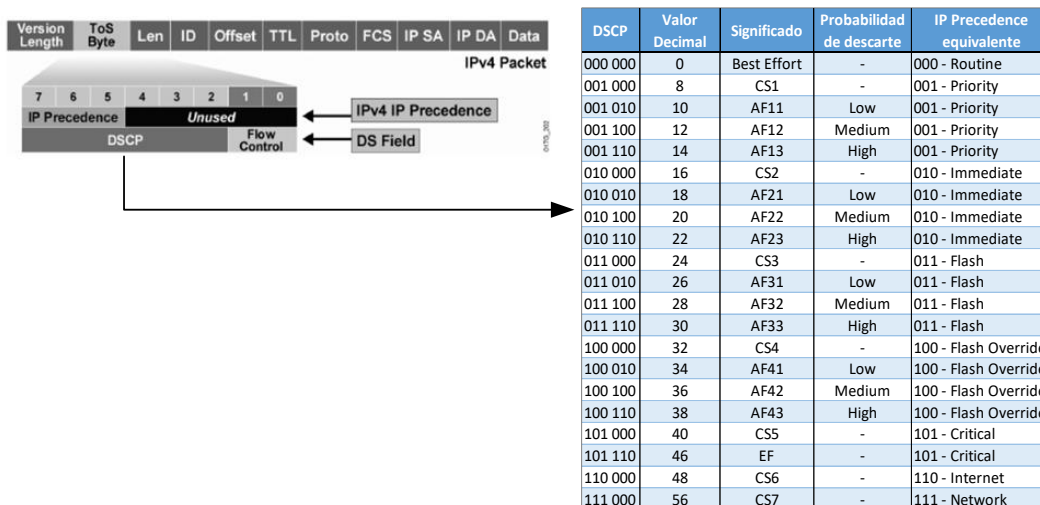 Version Length ToS Byte Len ID Offset TTL Proto FCS IP SA IP DA Data
IPv4 Packet
7 6 5 4 3 2 1 0
IP Precedence Unused IPv4 IP Precedence
DSCP Flow Control DS Field
DSCP Valor Decimal Significado Probabilidad de descarte IP Precedence equivalente
000 000 0 Best Effort - 000 - Routine
001 000 8 CS1 - 001 - Priority
001 010 10 AF11 Low 001 - Priority
001 100 12 AF12 Medium 001 - Priority
001 110 14 AF13 High 001 - Priority
010 000 16 CS2 - 010 - Immediate
010 010 18 AF21 Low 010 - Immediate
010 100 20 AF22 Medium 010 - Immediate
010 110 22 AF23 High 010 - Immediate
011 000 24 CS3 - 011 - Flash
011 010 26 AF31 Low 011 - Flash
011 100 28 AF32 Medium 011 - Flash
011 110 30 AF33 High 011 - Flash
100 000 32 CS4 - 100 - Flash Override
100 010 34 AF41 Low 100 - Flash Override
100 100 36 AF42 Medium 100 - Flash Override
100 110 38 AF43 High 100 - Flash Override
101 000 40 CS5 - 101 - Critical
101 110 46 EF - 101 - Critical
110 000 48 CS6 - 110 - Internet
111 000 56 CS7 - 111 - Network